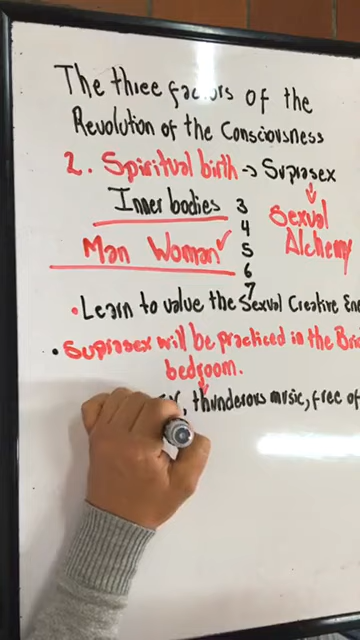 The three factors of the
Revolution of the Consciousness
2. Spiritual birth -> Suprasex
Inner bodies 3
Sexual
4
Alchemy
Man Woman 5
6
7
• Learn to value the Sexual Creative
• Suprasex will be practiced in the
bedroom.
, thunderous music, free of